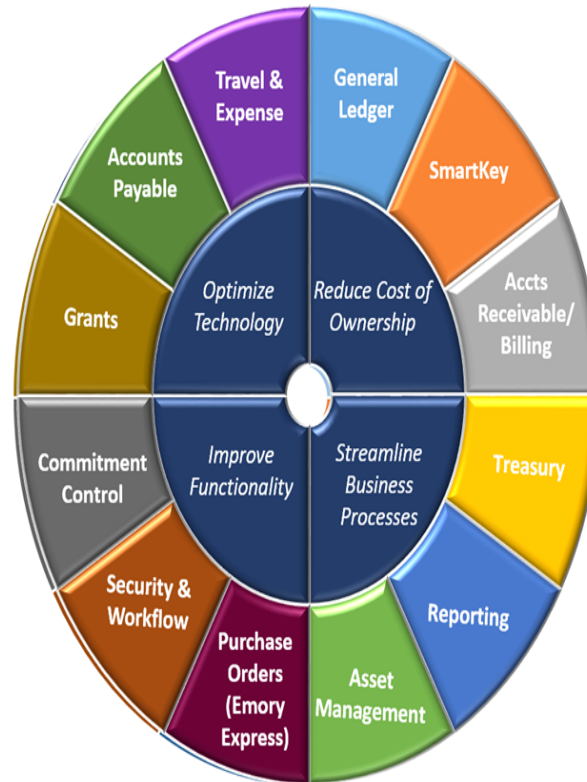 Travel &
Expense
General
Ledger
SmartKey
Accts
Receivable/
Billing
Treasury
Reporting
Asset
Management
Purchase
Orders
(Emory
Express)
Security &
Workflow
Commitment
Control
Grants
Accounts
Payable
Optimize
Technology
Reduce Cost of
Ownership
Improve
Functionality
Streamline
Business
Processes